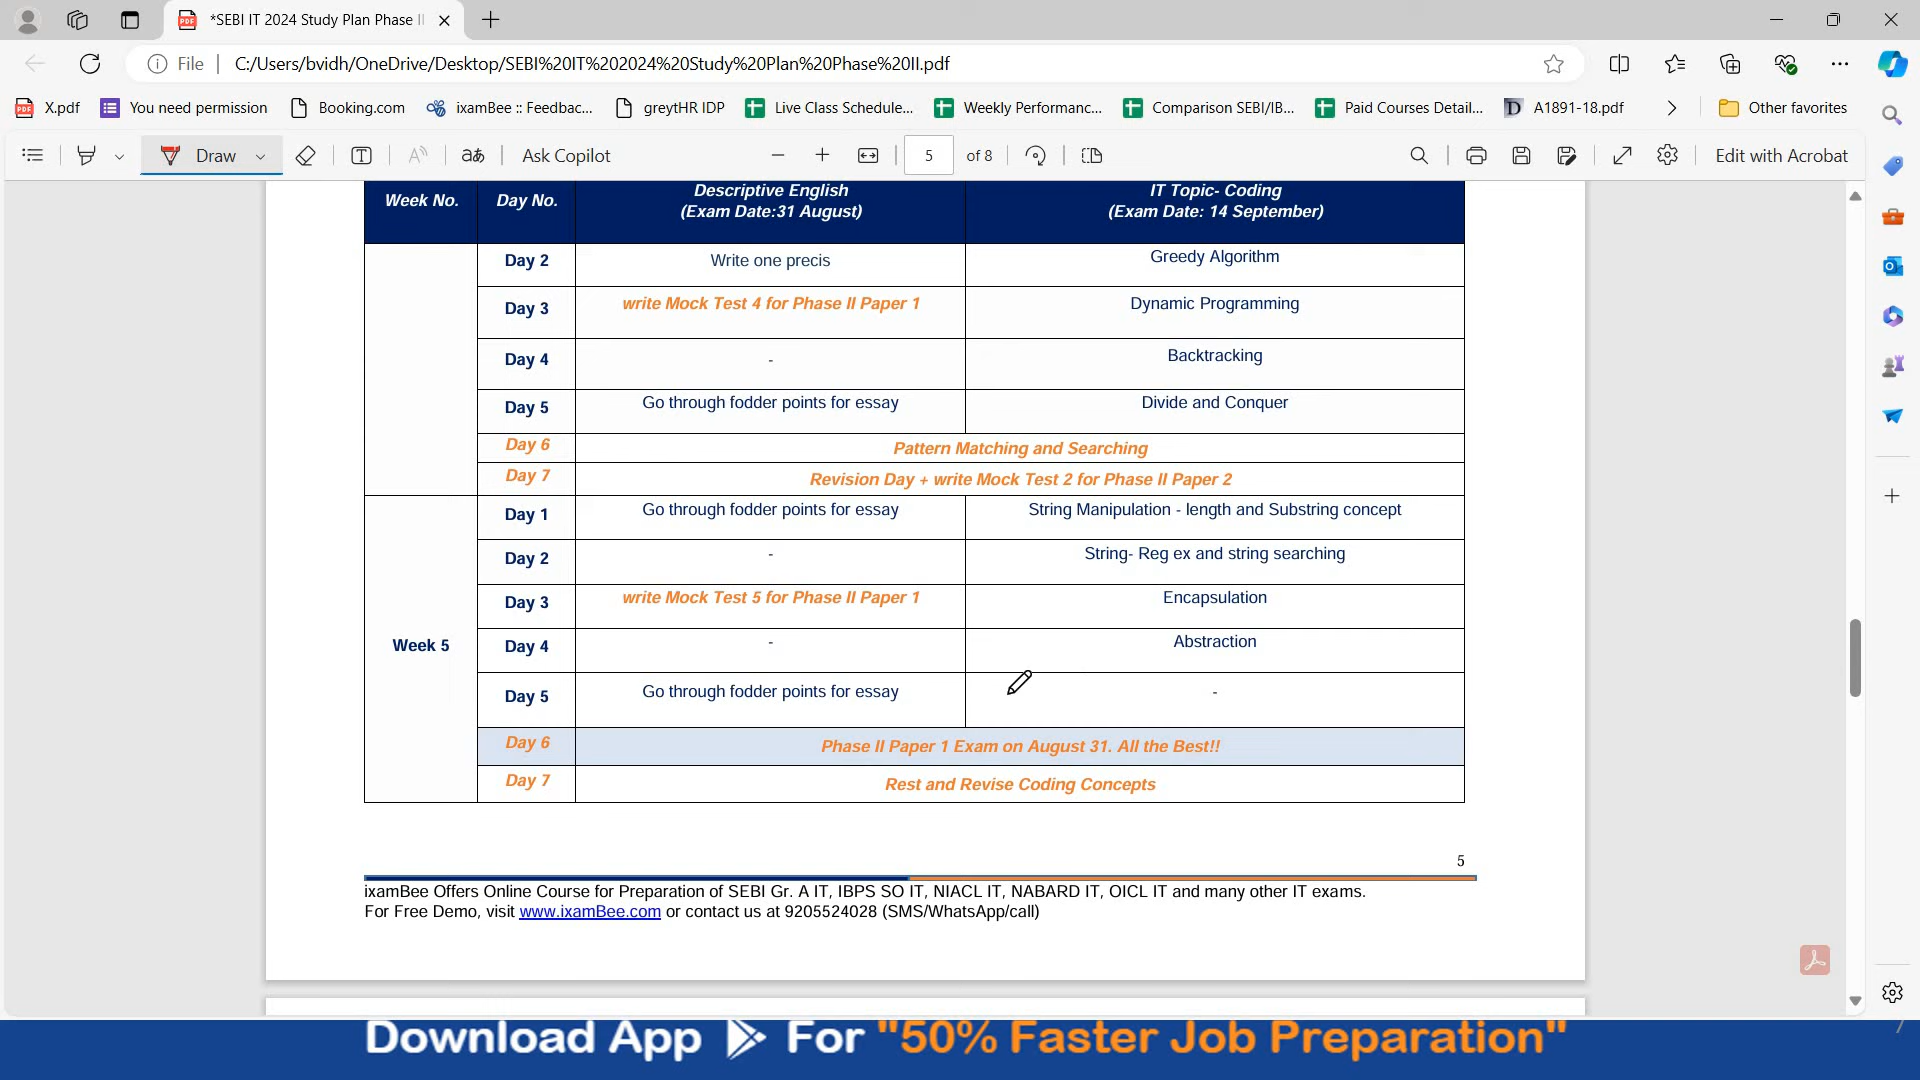 *SEBI IT 2024 Study Plan Phase II
File
C:/Users/bvidh/OneDrive/Desktop/SEBI%20IT%202024%20Study%20Plan%20Phase%20II.pdf
X.pdf
You need permission
Booking.com
ixamBee :: Feedbac...
greytHR IDP
Live Class Schedule...
Weekly Performanc...
Comparison SEBI/IB...
Paid Courses Detail...
A1891-18.pdf
Other favorites
Draw
Ask Copilot
5 of 8
Edit with Acrobat
Week No.
Day No.
Descriptive English
(Exam Date:31 August)
IT Topic- Coding
(Exam Date: 14 September)
Day 2
Write one precis
Greedy Algorithm
Day 3
write Mock Test 4 for Phase II Paper 1
Dynamic Programming
Day 4
-
Backtracking
Day 5
Go through fodder points for essay
Divide and Conquer
Day 6
Pattern Matching and Searching
Day 7
Revision Day + write Mock Test 2 for Phase II Paper 2
Week 5
Day 1
Go through fodder points for essay
String Manipulation - length and Substring concept
Day 2
-
String- Reg ex and string searching
Day 3
write Mock Test 5 for Phase II Paper 1
Encapsulation
Day 4
-
Abstraction
Day 5
Go through fodder points for essay
-
Day 6
Phase II Paper 1 Exam on August 31. All the Best!!
Day 7
Rest and Revise Coding Concepts
5
ixamBee Offers Online Course for Preparation of SEBI Gr. A IT, IBPS SO IT, NIACL IT, NABARD IT, OICL IT and many other IT exams.
For Free Demo, visit www.ixamBee.com or contact us at 9205524028 (SMS/WhatsApp/call)
Download App For "50% Faster Job Preparation"